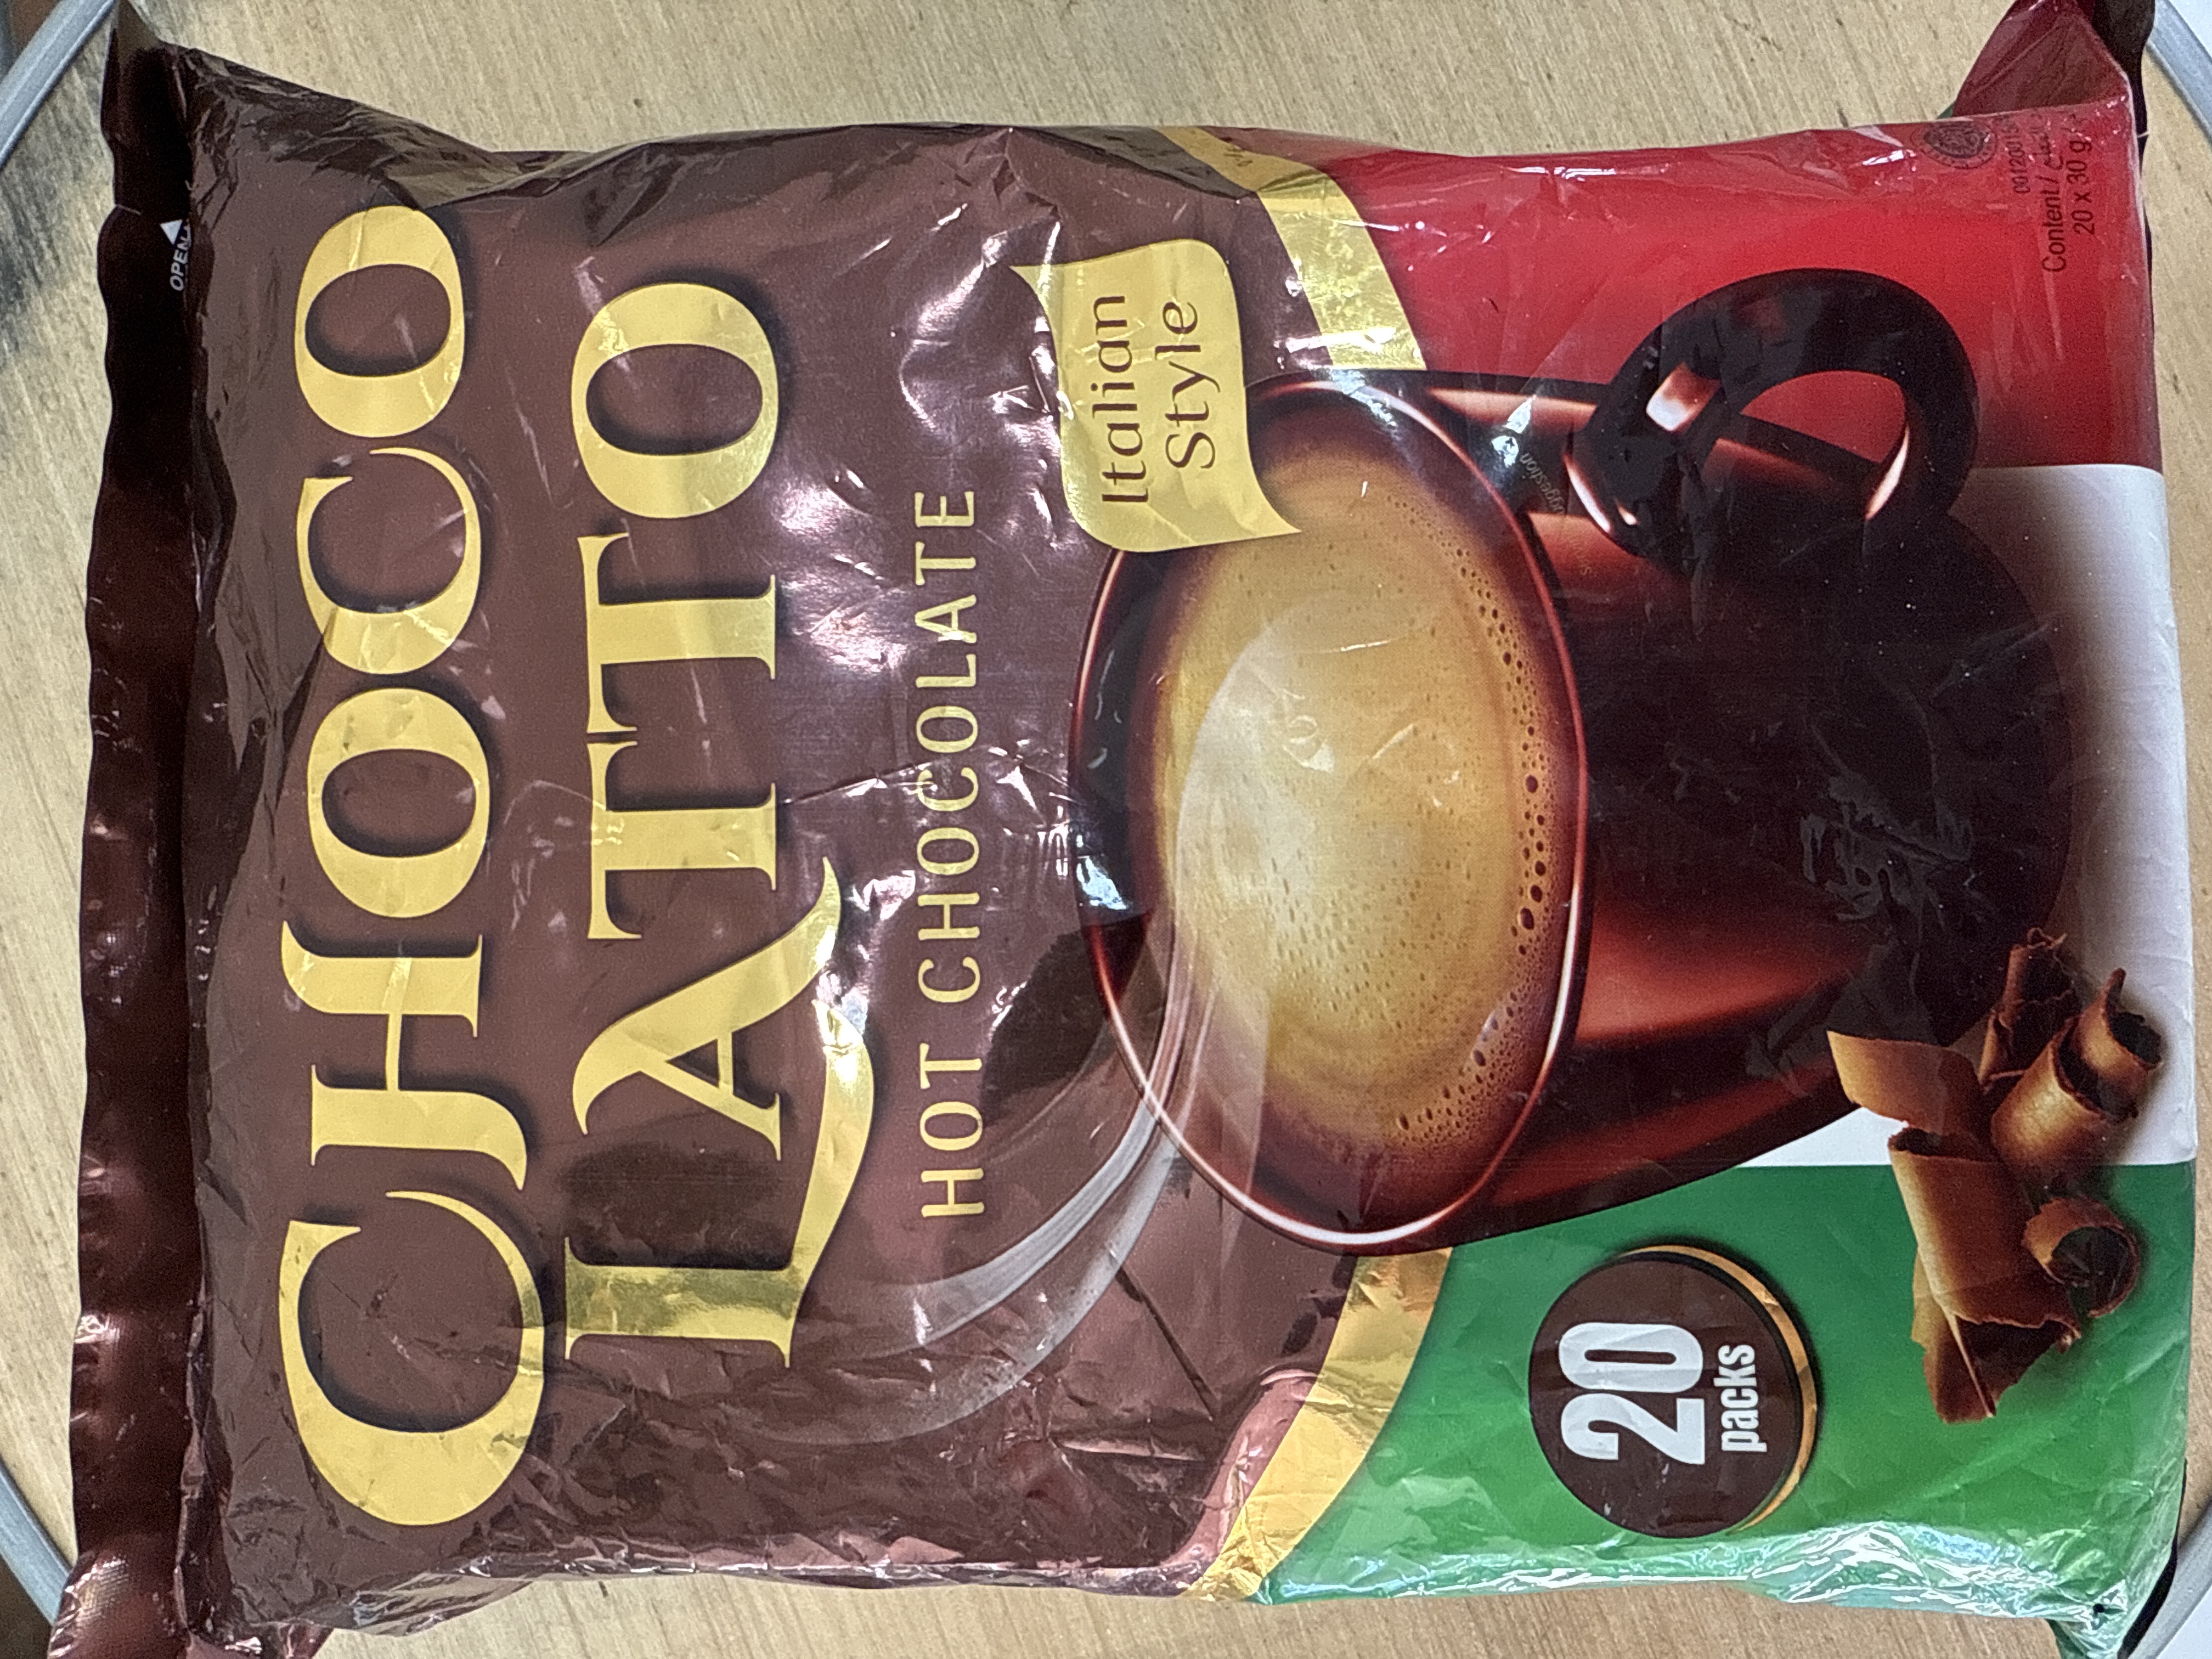 OPEN
CHOCO
LATTO
HOT CHOCOLATE
Italian
Style
20
packs
Content /
20 x 30 g